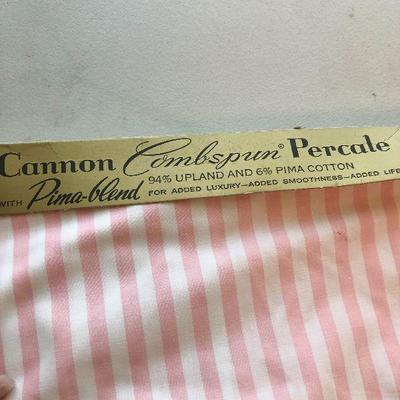 Cannon Combspun® Percale
WITH Pima-blend 94% UPLAND AND 6% PIMA COTTON
FOR ADDED LUXURY—ADDED SMOOTHNESS—ADDED LIFE